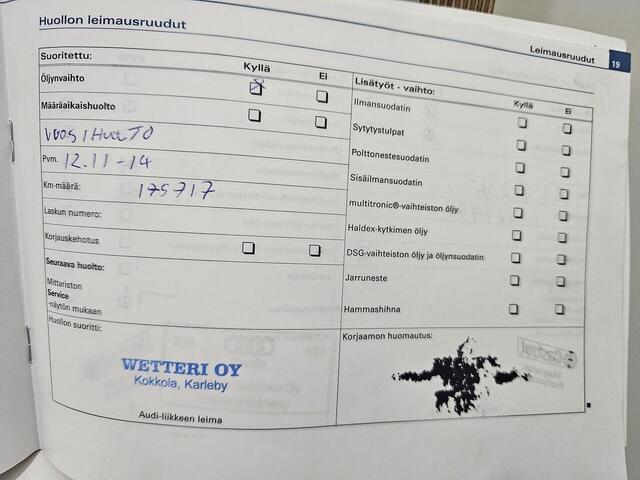 Huollon leimausruudut
Leimausruudut 19
Suoritettu:
Kyllä Ei
Öljynvaihto
Määräaikaishuolto
VUOSIHUOLTO
Pvm. 12.11-14
Km-määrä: 175717
Laskun numero:
Korjauskehotus
Seuraava huolto:
Mittariston
Service
-näytön mukaan
Huollon suoritti:
WETTERI OY
Kokkola, Karleby
Audi-liikkeen leima
Lisätyöt - vaihto:
Kyllä Ei
Ilmansuodatin
Sytytystulpat
Polttonestesuodatin
Sisäilmansuodatin
multitronic®-vaihteiston öljy
Haldex-kytkimen öljy
DSG-vaihteiston öljy ja öljynsuodatin
Jarruneste
Hammashihna
Korjaamon huomautus: